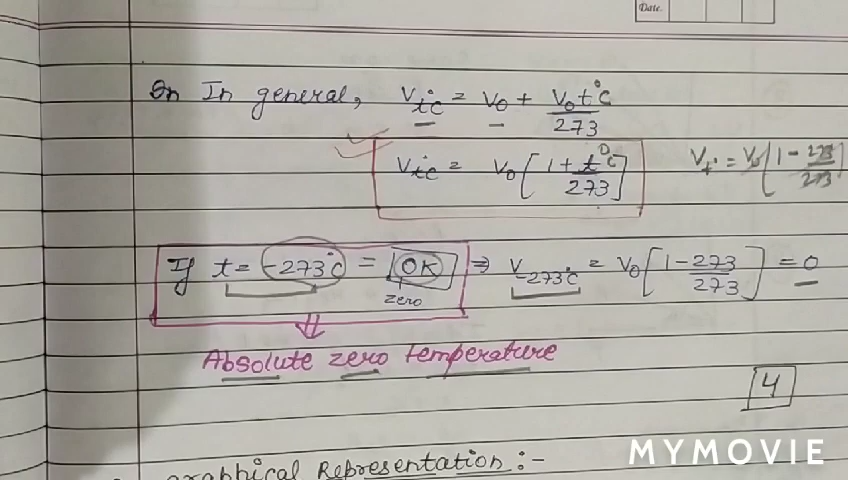 Date.
On In general, Vt°c = V0 + V0t°c/273
Vt°c = V0[1 + t°c/273] Vt° = V0[1 - 273/273]
If t = -273°c = 0K ⇒ V-273°c = V0[1 - 273/273] = 0
zero
⇓
Absolute zero temperature
4
graphical Representation :-
MYMOVIE